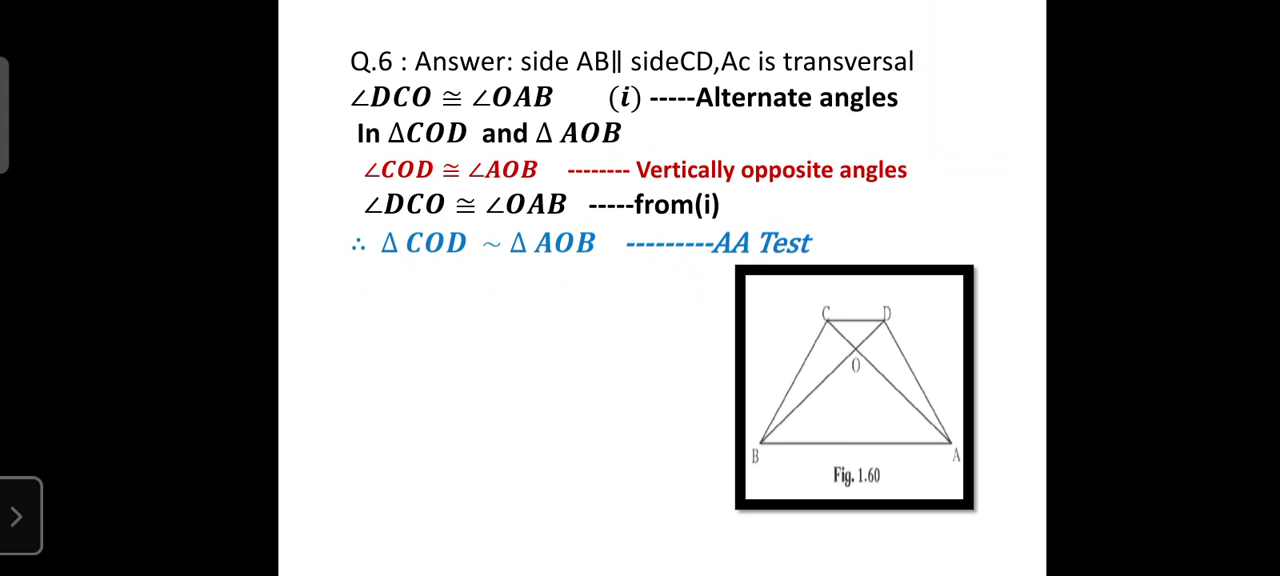 Q.6 : Answer: side AB∥ sideCD,Ac is transversal
∠DCO ≅ ∠OAB (i) -----Alternate angles
In ΔCOD and Δ AOB
∠COD ≅ ∠AOB -------- Vertically opposite angles
∠DCO ≅ ∠OAB -----from(i)
∴ Δ COD ~ Δ AOB ---------AA Test
C D
O
B A
Fig. 1.60